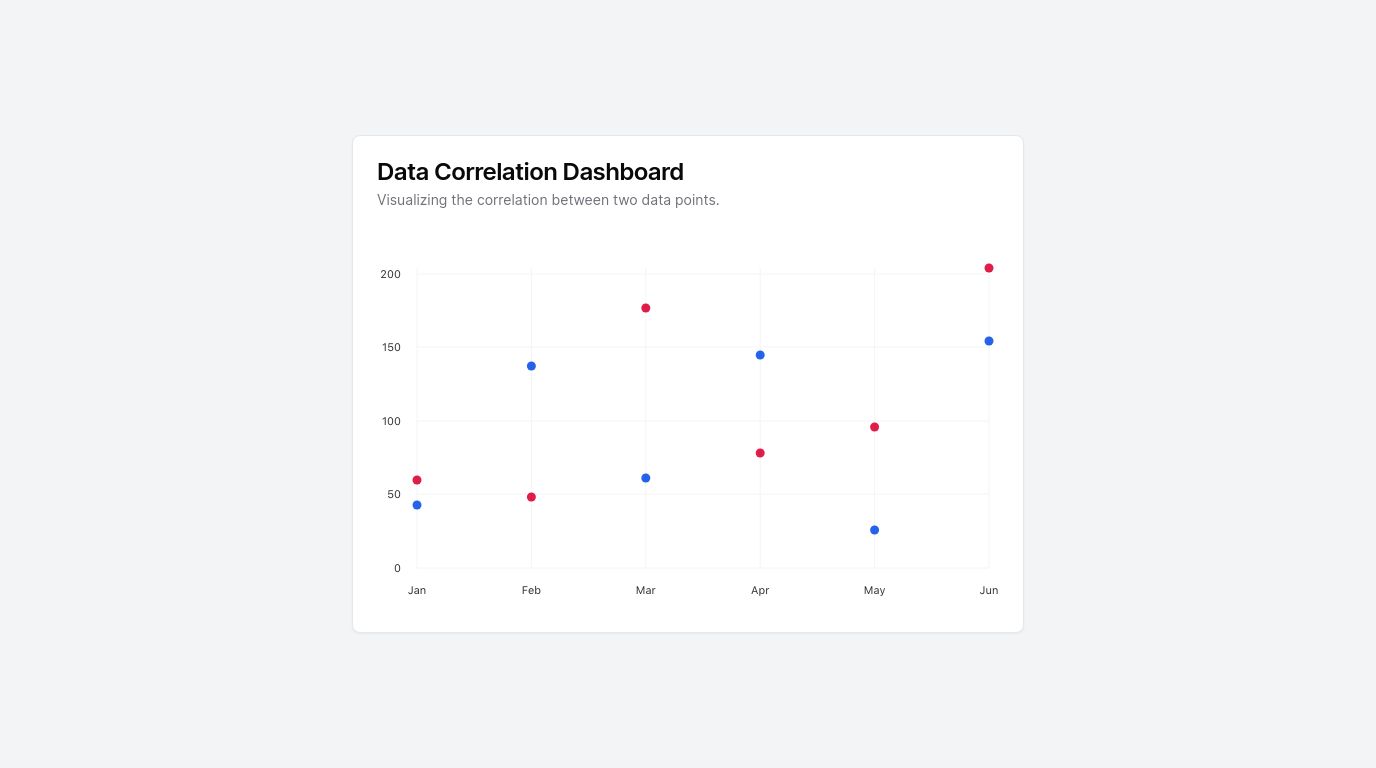 Data Correlation Dashboard
Visualizing the correlation between two data points.
200
150
100
50
0
Jan Feb Mar Apr May Jun